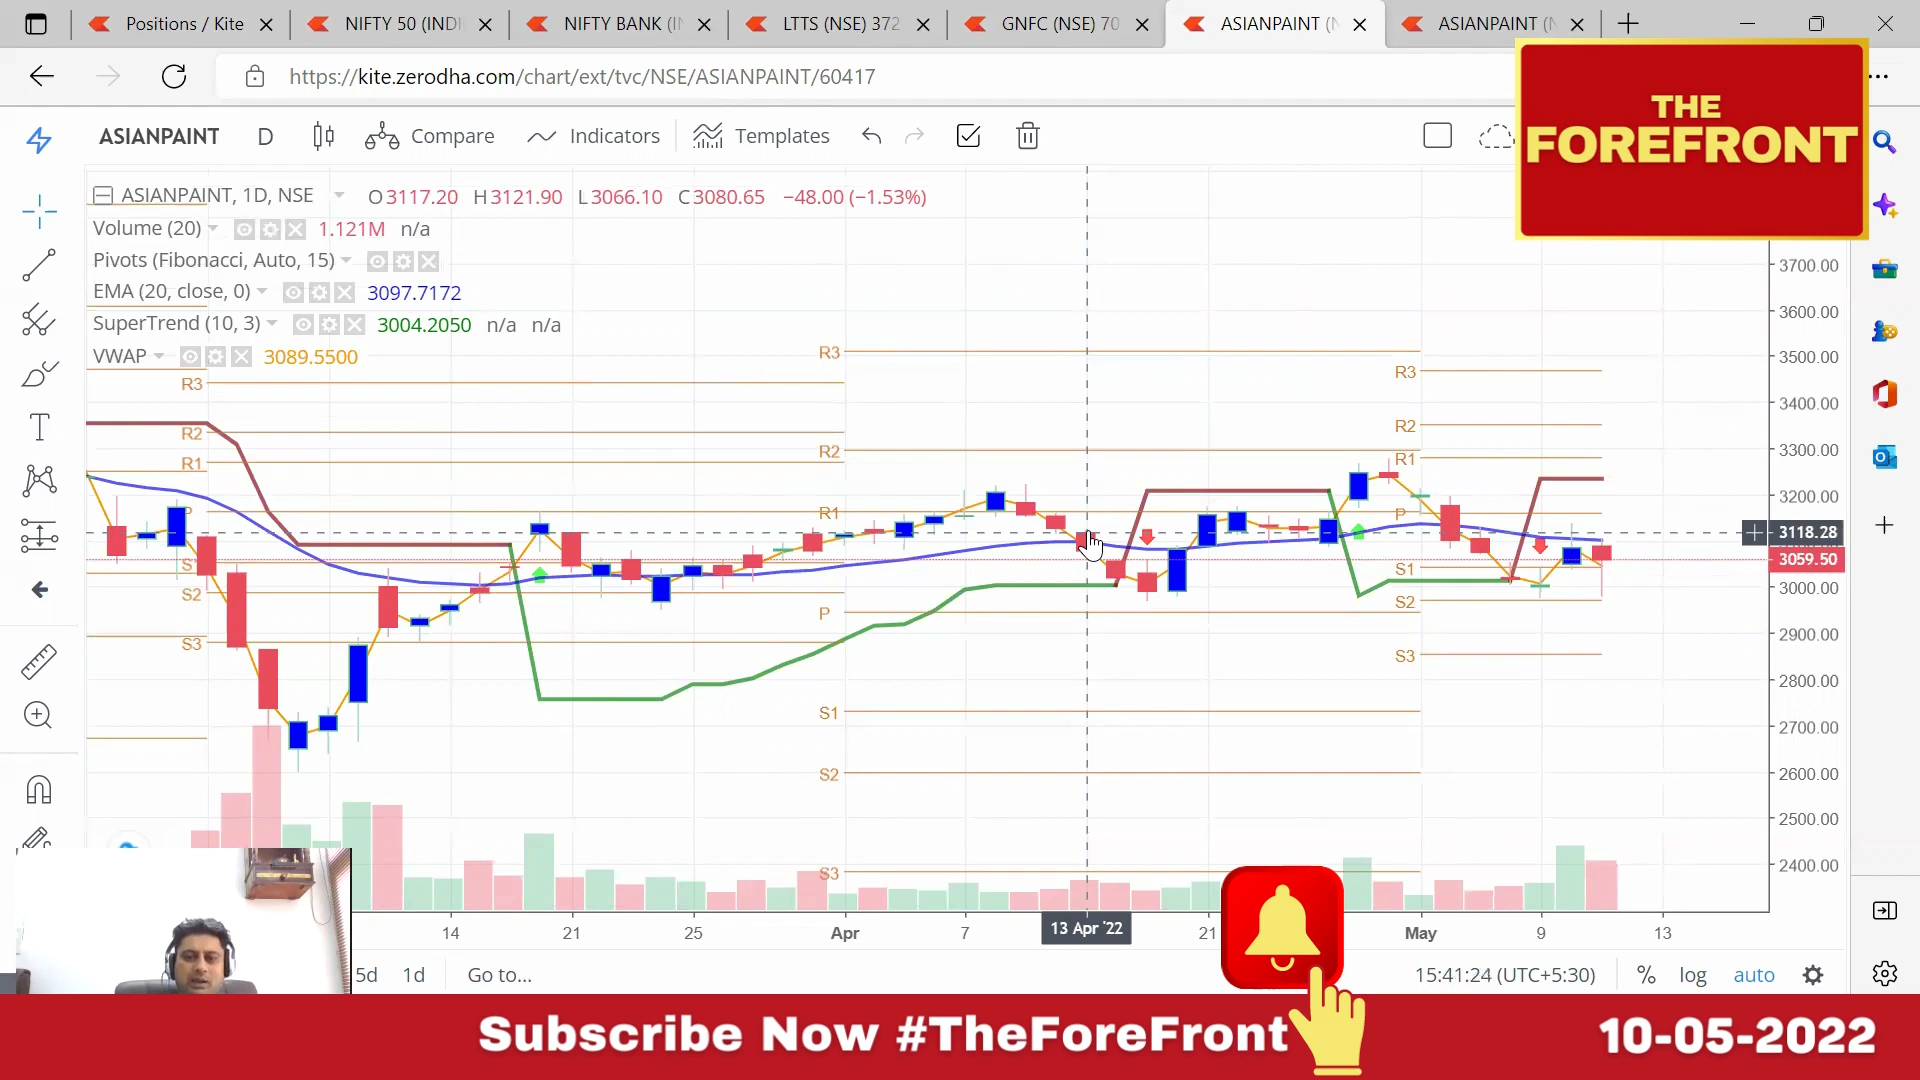 Positions / Kite
NIFTY 50 (INDI
NIFTY BANK (I
LTTS (NSE) 372
GNFC (NSE) 70
ASIANPAINT (N
ASIANPAINT (N
https://kite.zerodha.com/chart/ext/tvc/NSE/ASIANPAINT/60417
THE
FOREFRONT
ASIANPAINT D Compare Indicators Templates
ASIANPAINT, 1D, NSE O3117.20 H3121.90 L3066.10 C3080.65 −48.00 (−1.53%)
Volume (20) 1.121M n/a
Pivots (Fibonacci, Auto, 15)
EMA (20, close, 0) 3097.7172
SuperTrend (10, 3) 3004.2050 n/a n/a
VWAP 3089.5500
R3
R2
R1
P
S2
S3
R3
R2
R1
P
S1
S2
S3
R3
R2
R1
P
S1
S2
S3
3700.00
3600.00
3500.00
3400.00
3300.00
3200.00
3118.28
3059.50
3000.00
2900.00
2800.00
2700.00
2600.00
2500.00
2400.00
14 21 25 Apr 7 13 Apr '22 21 May 9 13
5d 1d Go to... 15:41:24 (UTC+5:30) % log auto
Subscribe Now #TheForeFront
10-05-2022